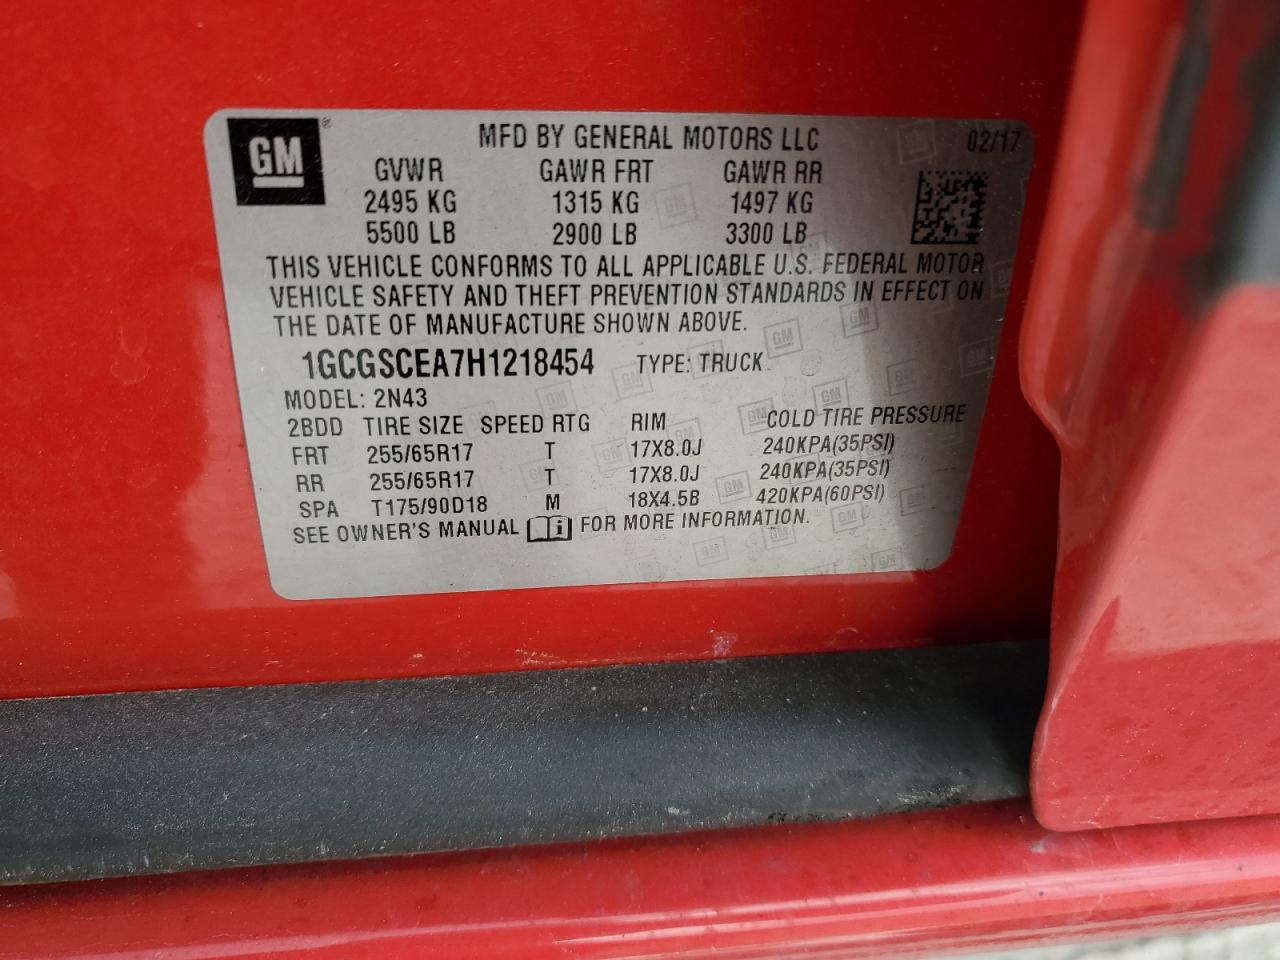 GM ® MFD BY GENERAL MOTORS LLC 02/17
GVWR GAWR FRT GAWR RR
2495 KG 1315 KG 1497 KG
5500 LB 2900 LB 3300 LB
THIS VEHICLE CONFORMS TO ALL APPLICABLE U.S. FEDERAL MOTOR
VEHICLE SAFETY AND THEFT PREVENTION STANDARDS IN EFFECT ON
THE DATE OF MANUFACTURE SHOWN ABOVE.
1GCGSCEA7H1218454 TYPE: TRUCK
MODEL: 2N43
2BDD TIRE SIZE SPEED RTG RIM COLD TIRE PRESSURE
FRT 255/65R17 T 17X8.0J 240KPA(35PSI)
RR 255/65R17 T 17X8.0J 240KPA(35PSI)
SPA T175/90D18 M 18X4.5B 420KPA(60PSI)
SEE OWNER'S MANUAL i FOR MORE INFORMATION.